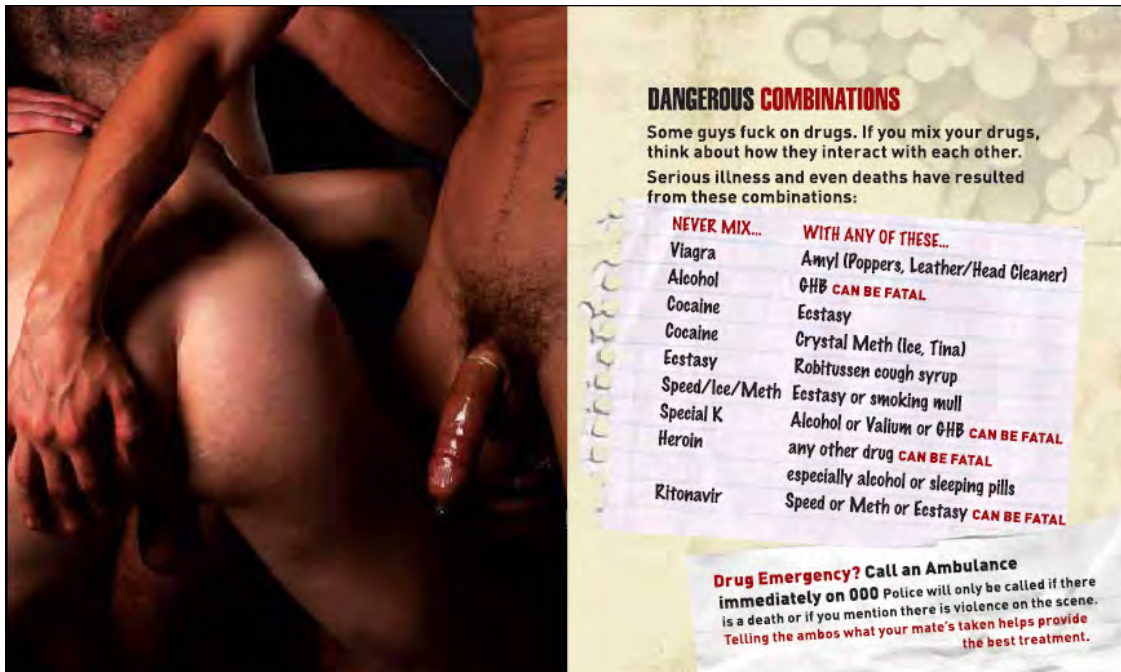 DANGEROUS COMBINATIONS
Some guys fuck on drugs. If you mix your drugs,
think about how they interact with each other.
Serious illness and even deaths have resulted
from these combinations:
NEVER MIX... WITH ANY OF THESE...
Viagra Amyl (Poppers, Leather/Head Cleaner)
Alcohol GHB CAN BE FATAL
Cocaine Ecstasy
Cocaine Crystal Meth (Ice, Tina)
Ecstasy Robitussen cough syrup
Speed/Ice/Meth Ecstasy or smoking mull
Special K Alcohol or Valium or GHB CAN BE FATAL
Heroin any other drug CAN BE FATAL
especially alcohol or sleeping pills
Ritonavir Speed or Meth or Ecstasy CAN BE FATAL
Drug Emergency? Call an Ambulance
immediately on 000 Police will only be called if there
is a death or if you mention there is violence on the scene.
Telling the ambos what your mate's taken helps provide
the best treatment.